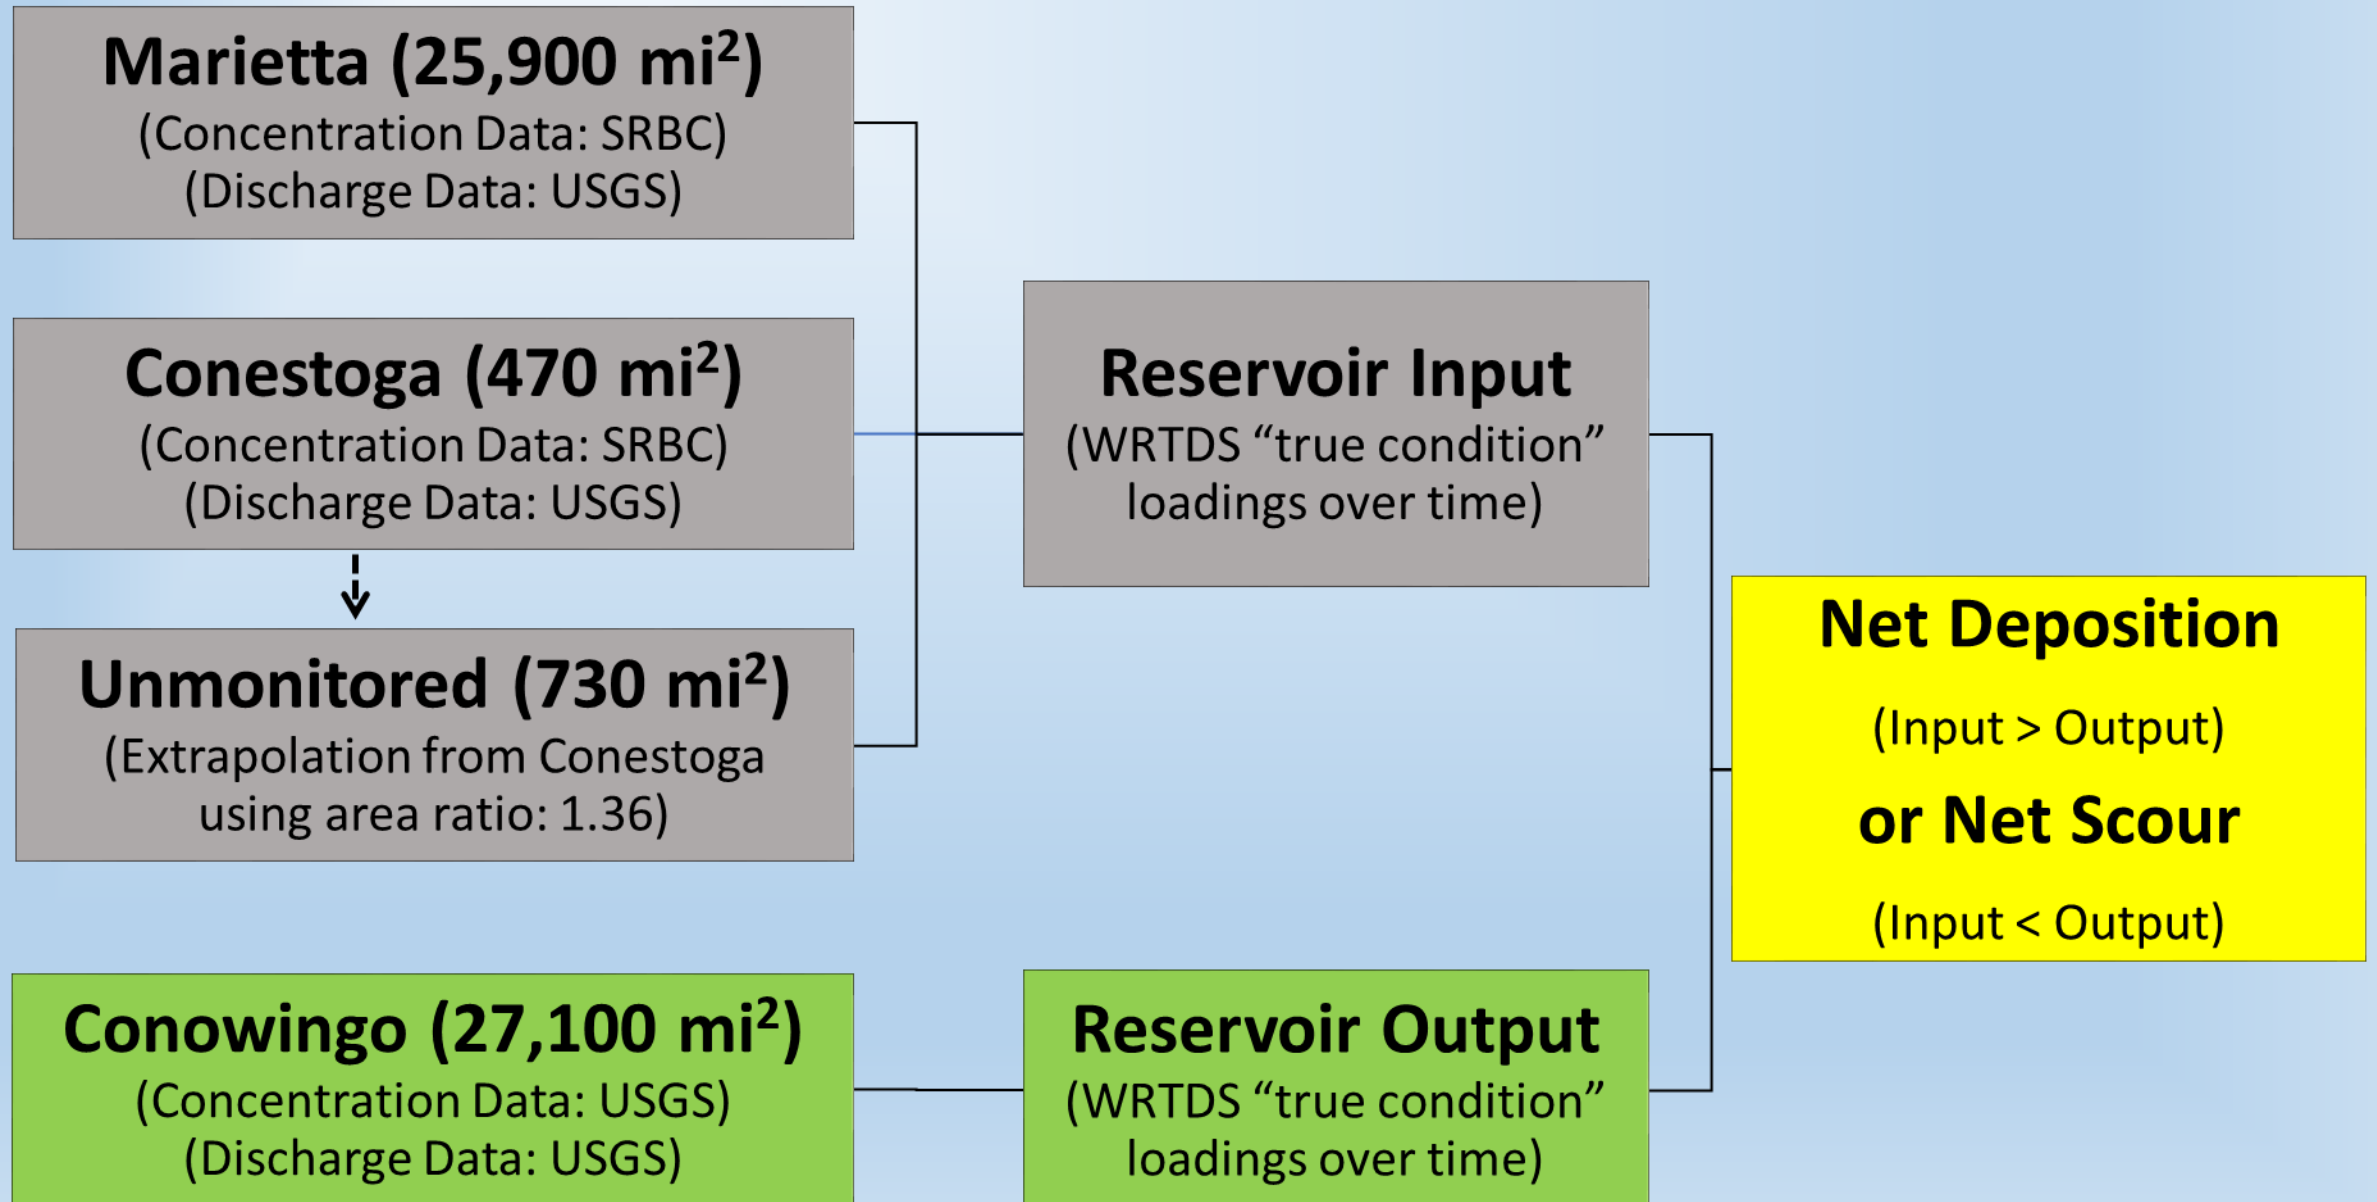 Marietta (25,900 mi²)
(Concentration Data: SRBC)
(Discharge Data: USGS)
Conestoga (470 mi²)
(Concentration Data: SRBC)
(Discharge Data: USGS)
Unmonitored (730 mi²)
(Extrapolation from Conestoga
using area ratio: 1.36)
Conowingo (27,100 mi²)
(Concentration Data: USGS)
(Discharge Data: USGS)
Reservoir Input
(WRTDS “true condition”
loadings over time)
Reservoir Output
(WRTDS “true condition”
loadings over time)
Net Deposition
(Input > Output)
or Net Scour
(Input < Output)